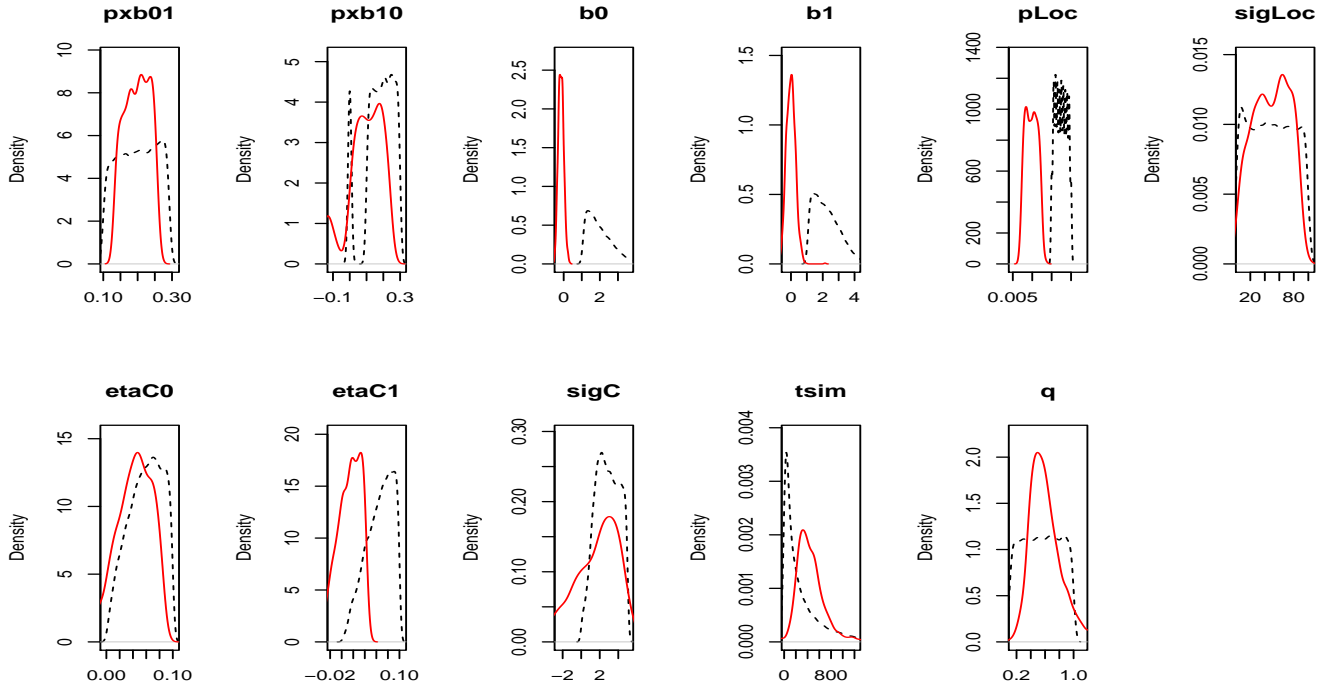 pxb01 pxb10 b0 b1 pLoc sigLoc
Density
0 2 4 6 8 10
0.10 0.30
Density
0 1 2 3 4 5
−0.1 0.3
Density
0.0 0.5 1.0 1.5 2.0 2.5
0 2
Density
0.0 0.5 1.0 1.5
0 2 4
Density
0 200 400 600 800 1000 1400
0.005
Density
0.000 0.005 0.010 0.015
20 80
etaC0 etaC1 sigC tsim q
Density
0 5 10 15
0.00 0.10
Density
0 5 10 15 20
−0.02 0.10
Density
0.00 0.10 0.20 0.30
−2 2
Density
0.000 0.001 0.002 0.003 0.004
0 800
Density
0.0 0.5 1.0 1.5 2.0
0.2 1.0